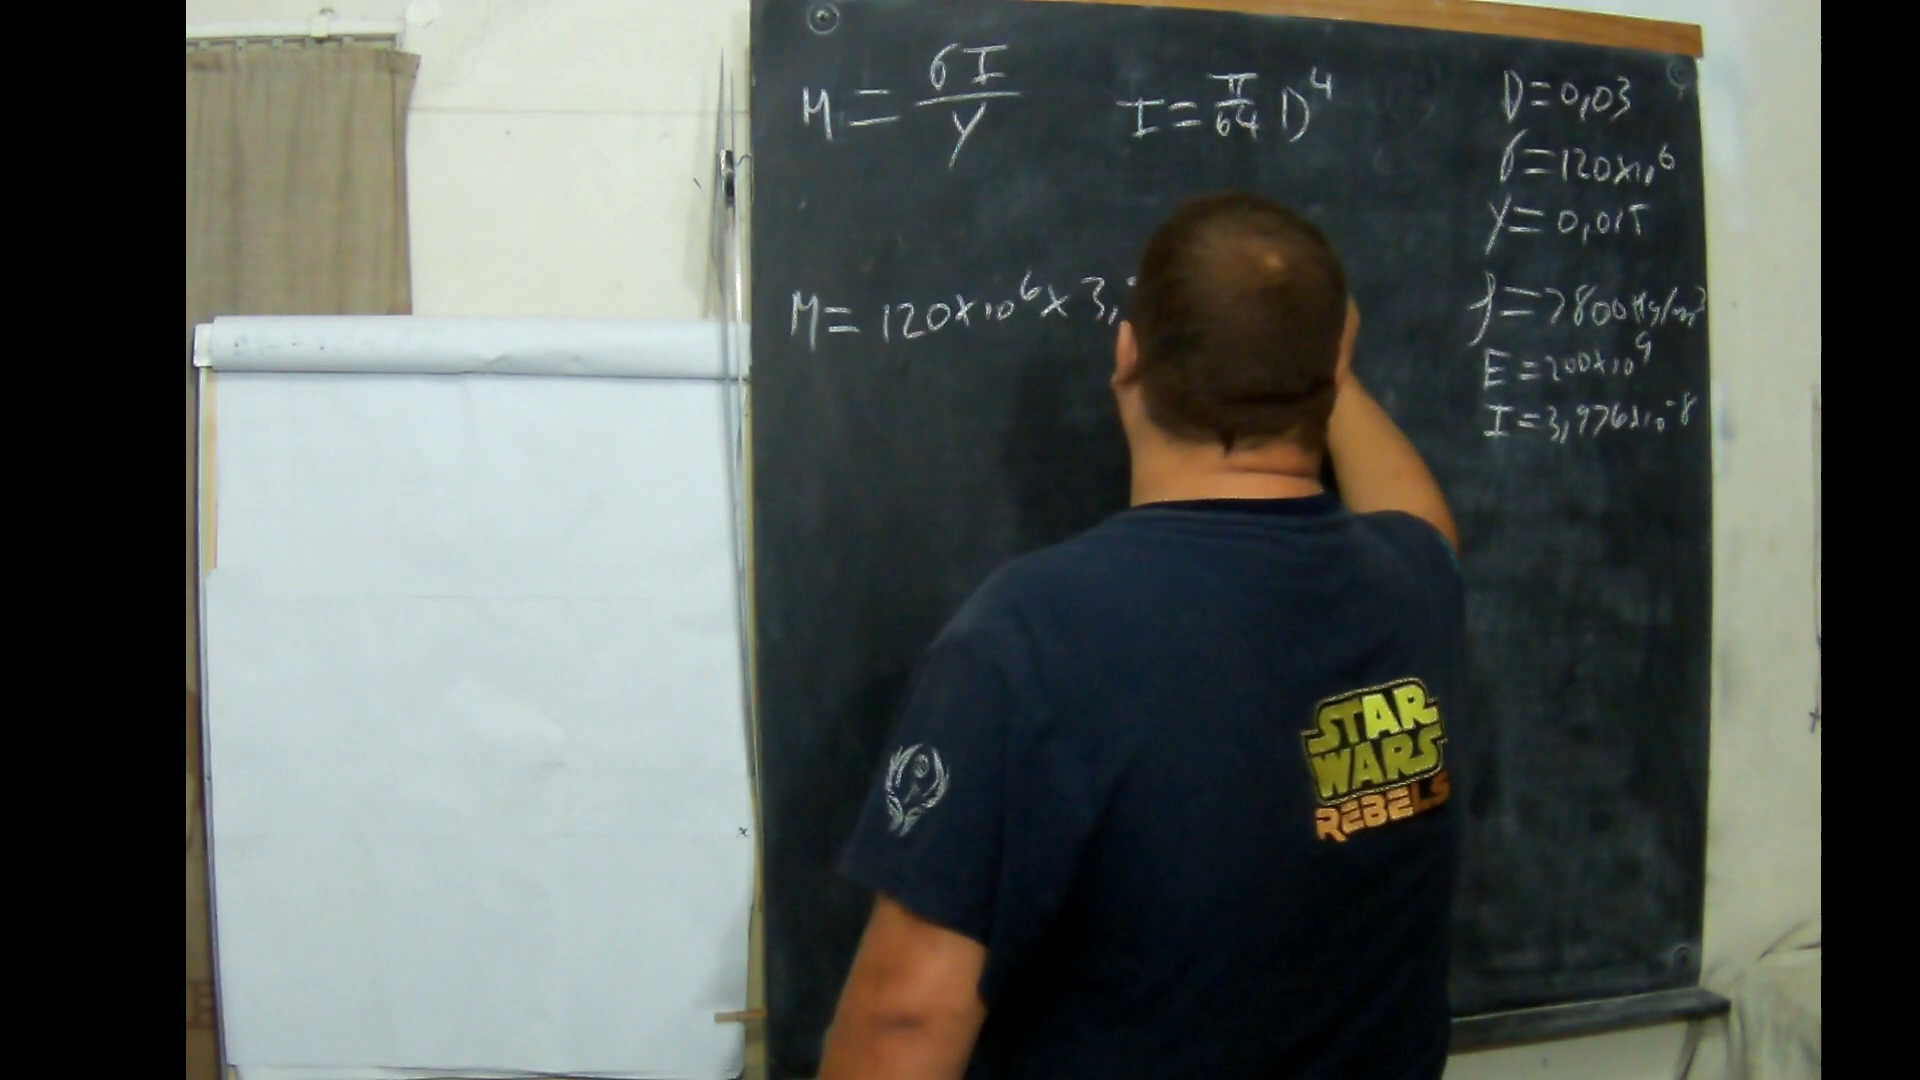 M = σI/y
I = π/64 D⁴
D = 0,03
σ = 120x10⁶
y = 0,015
ρ = 7800 Kg/m³
E = 200x10⁹
I = 3,976x10⁻⁸
M = 120x10⁶ x 3,
STAR
WARS
REBELS